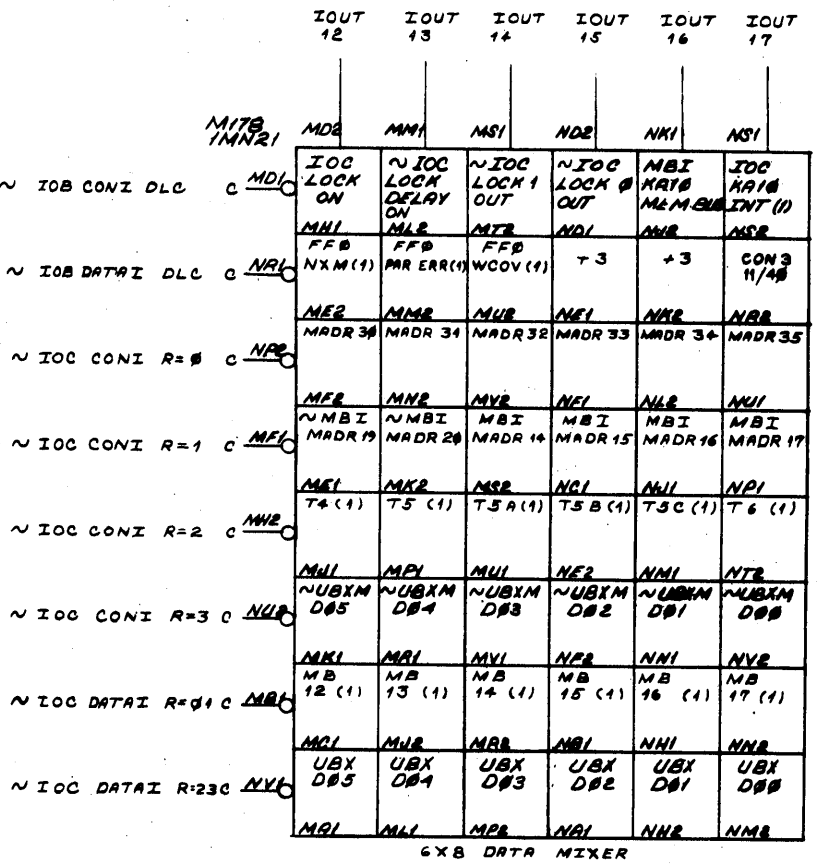 IOUT 12 IOUT 13 IOUT 14 IOUT 15 IOUT 16 IOUT 17
M178
1MN21
MD2 MM1 MS1 ND2 NK1 NS1
~ IOB CONI DLC C MD1
IOC LOCK ON
~IOC LOCK DELAY ON
~IOC LOCK 1 OUT
~IOC LOCK Ø OUT
MBI KA1Ø MEM BUS
IOC KA1Ø INT (1)
MH1 ML2 MT2 ND1 NU2 NS2
~ IOB DATAI DLC C NA1
FFØ NXM(1)
FFØ PAR ERR(1)
FFØ WCOV(1)
+3
+3
CON 3 11/4Ø
ME2 MM2 MU2 NE1 NK2 NR2
~ IOC CONI R=Ø C NP2
MADR 3Ø MADR 31 MADR 32 MADR 33 MADR 34 MADR 35
MF2 MN2 MV2 NF1 NL2 NU1
~ IOC CONI R=1 C MF1
~MBI MADR 19
~MBI MADR 2Ø
MBI MADR 14
MBI MADR 15
MBI MADR 16
MBI MADR 17
ME1 MK2 MS2 NC1 NJ1 NP1
~ IOC CONI R=2 C MH2
T4 (1) T5 (1) T5A(1) T5B(1) T5C(1) T6 (1)
MJ1 MP1 MU1 NE2 NM1 NT2
~ IOC CONI R=3 C NU2
~UBXM DØ5
~UBXM DØ4
~UBXM DØ3
~UBXM DØ2
~UBXM DØ1
~UBXM DØØ
MK1 MR1 MV1 NF2 NN1 NV2
~ IOC DATAI R=Ø1 C MB1
MB 12 (1)
MB 13 (1)
MB 14 (1)
MB 15 (1)
MB 16 (1)
MB 17 (1)
MC1 MJ2 MR2 NB1 NH1 NN2
~ IOC DATAI R=23C NV1
UBX DØ5
UBX DØ4
UBX DØ3
UBX DØ2
UBX DØ1
UBX DØØ
MA1 ML1 MP2 NA1 NH2 NM2
6X8 DATA MIXER